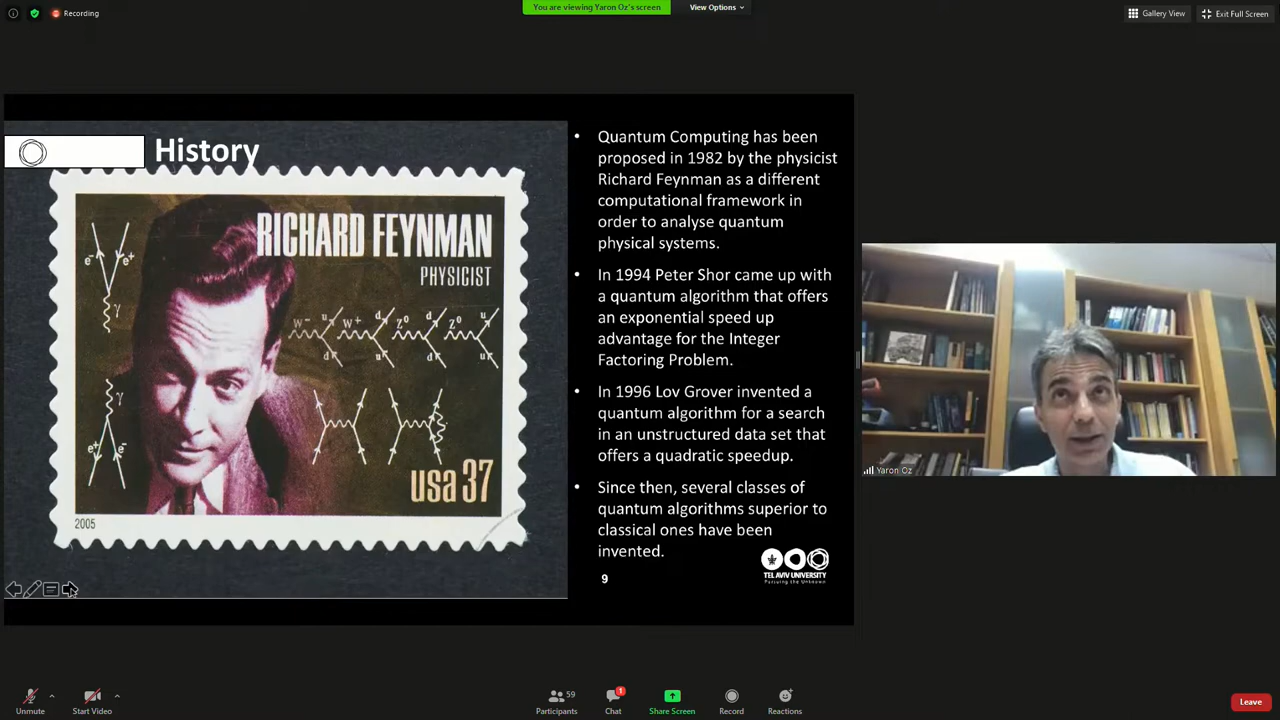 Recording
You are viewing Yaron Oz's screen
View Options
Gallery View
Exit Full Screen
History
RICHARD FEYNMAN
PHYSICIST
e⁻
e⁺
γ
W⁻
u
d
W⁺
d
u
Z⁰
d
d
Z⁰
u
u
γ
e⁺
e⁻
usa 37
2005
• Quantum Computing has been
proposed in 1982 by the physicist
Richard Feynman as a different
computational framework in
order to analyse quantum
physical systems.
• In 1994 Peter Shor came up with
a quantum algorithm that offers
an exponential speed up
advantage for the Integer
Factoring Problem.
• In 1996 Lov Grover invented a
quantum algorithm for a search
in an unstructured data set that
offers a quadratic speedup.
• Since then, several classes of
quantum algorithms superior to
classical ones have been
invented.
9
TEL AVIV UNIVERSITY
Pursuing the Unknown
Yaron Oz
Unmute
Start Video
59
Participants
1
Chat
Share Screen
Record
Reactions
Leave